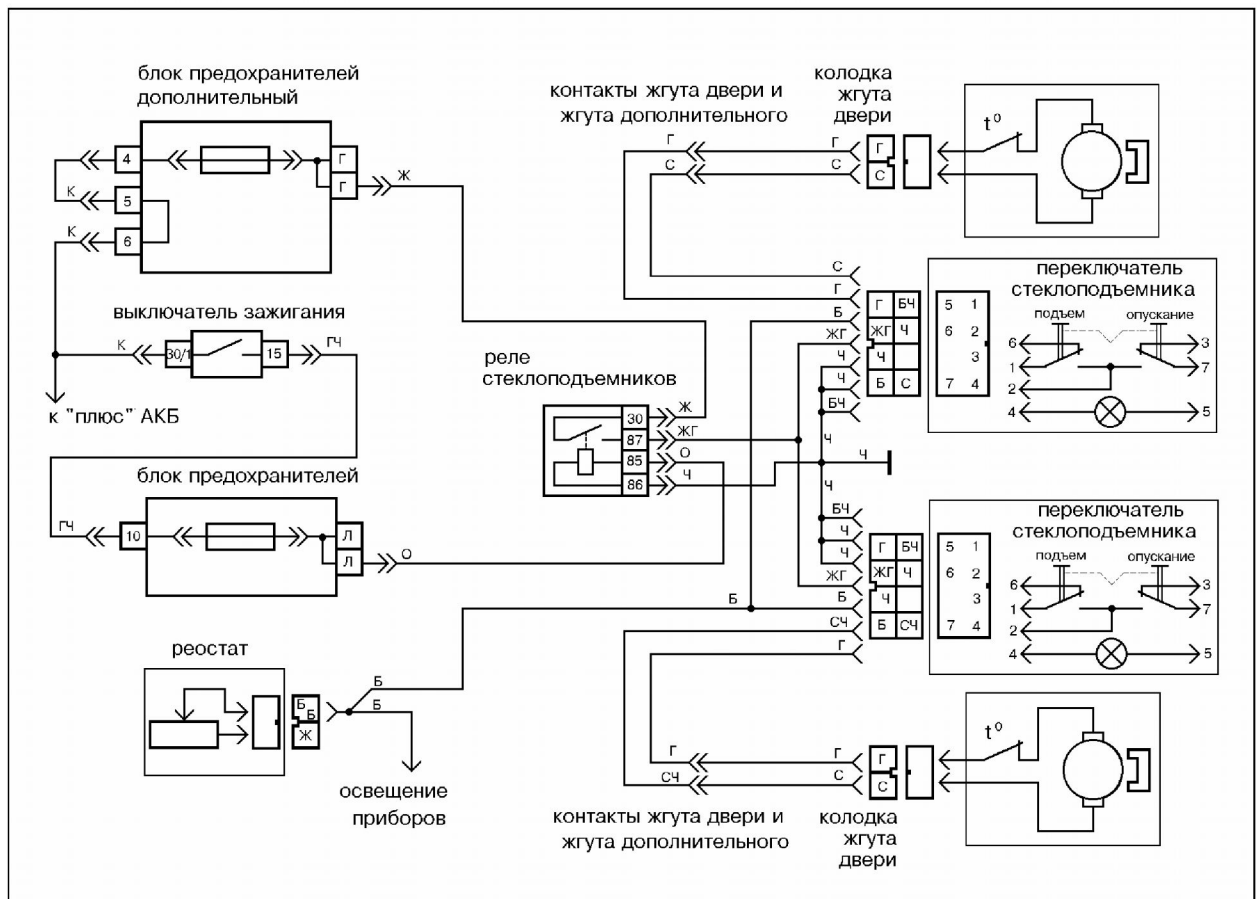 блок предохранителей
дополнительный
4
Г
Г
Ж
К
5
К
6
выключатель зажигания
К
30/1
15
ГЧ
к "плюс" АКБ
блок предохранителей
ГЧ
10
Л
Л
О
реостат
Б
Б
Ж
Б
Б
освещение
приборов
реле
стеклоподъемников
30
Ж
87
ЖГ
85
О
86
Ч
Б
контакты жгута двери и
жгута дополнительного
колодка
жгута
двери
Г
Г
Г
С
С
С
t°
С
Г
Б
ЖГ
Ч
Ч
БЧ
Ч
Ч
Г
БЧ
ЖГ
Ч
Ч
Б
С
5 1
6 2
3
7 4
переключатель
стеклоподъемника
подъем
опускание
6
3
1
7
2
4
5
Ч
БЧ
Ч
Ч
ЖГ
Б
СЧ
Г
Г
БЧ
ЖГ
Ч
Ч
Б
СЧ
5 1
6 2
3
7 4
переключатель
стеклоподъемника
подъем
опускание
6
3
1
7
2
4
5
Г
Г
Г
СЧ
С
С
t°
контакты жгута двери и
жгута дополнительного
колодка
жгута
двери